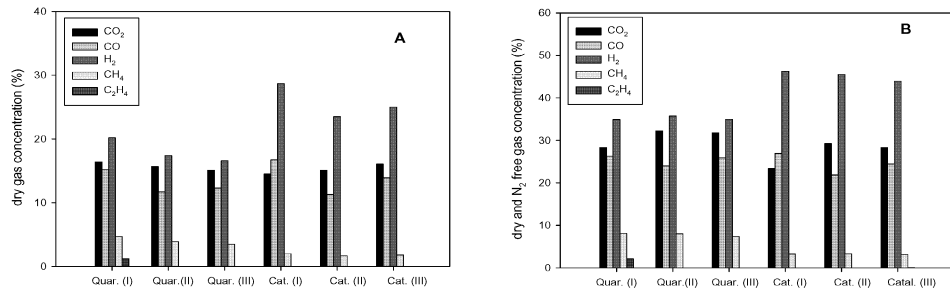 40
30
20
10
0
dry gas concentration (%)
CO₂
CO
H₂
CH₄
C₂H₄
A
Quar. (I) Quar.(II) Quar. (III) Cat. (I) Cat. (II) Cat. (III)
60
50
40
30
20
10
0
dry and N₂ free gas concentration (%)
CO₂
CO
H₂
CH₄
C₂H₄
B
Quar. (I) Quar. (II) Quar. (III) Cat. (I) Cat. (II) Catal. (III)